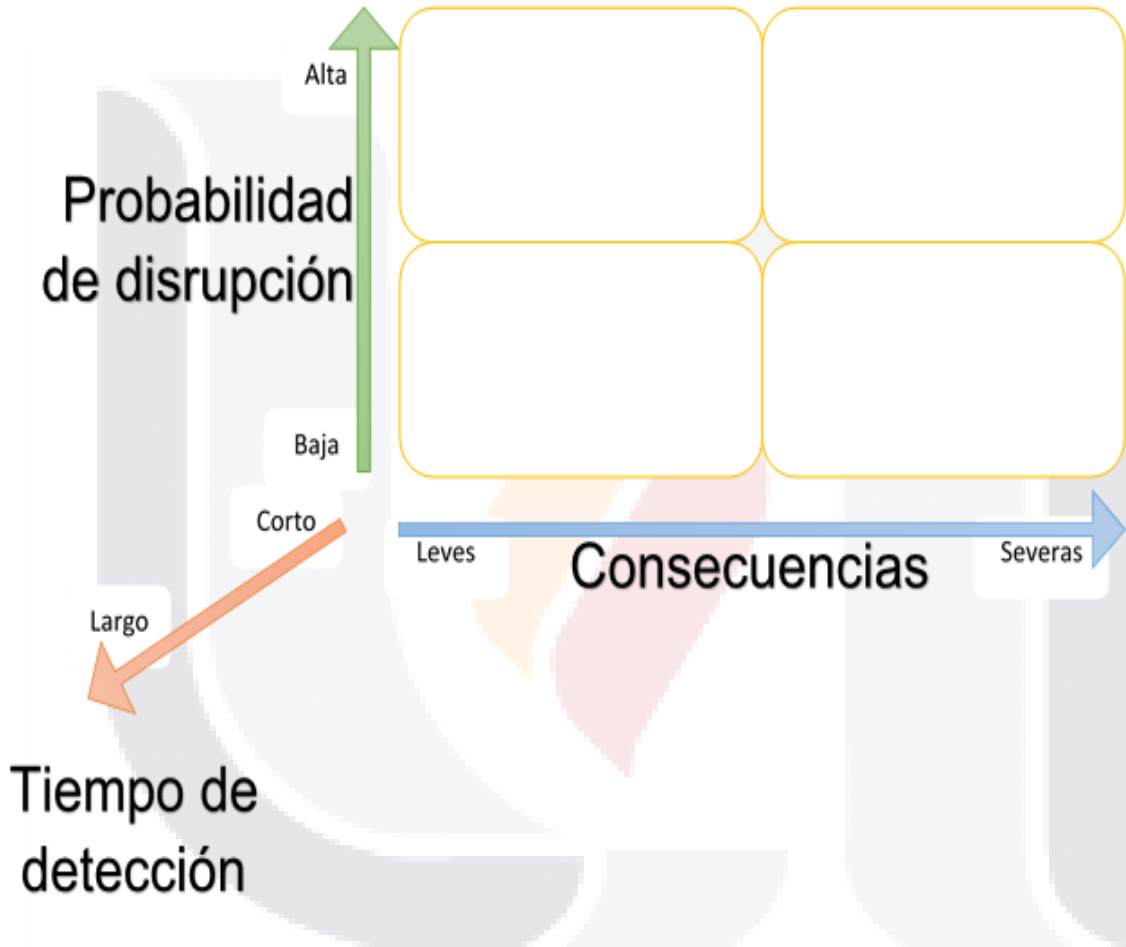 Alta
Probabilidad
de disrupción
Baja
Corto
Leves
Consecuencias
Severas
Largo
Tiempo de
detección